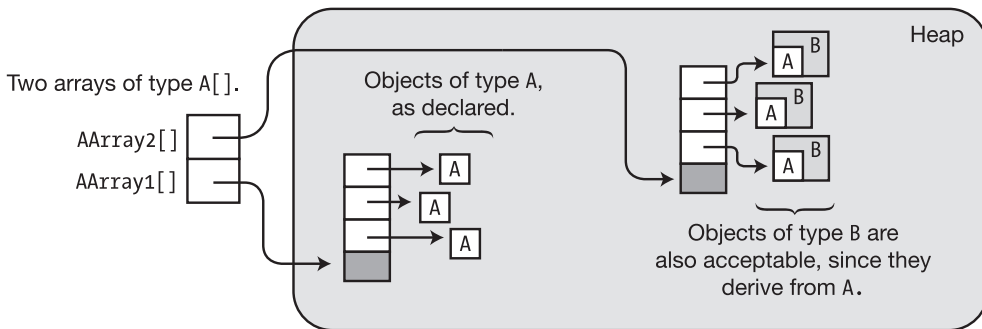 Heap
Two arrays of type A[].
AArray2[]
AArray1[]
Objects of type A,
as declared.
A
A
A
B
A
B
A
B
A
Objects of type B are
also acceptable, since they
derive from A.